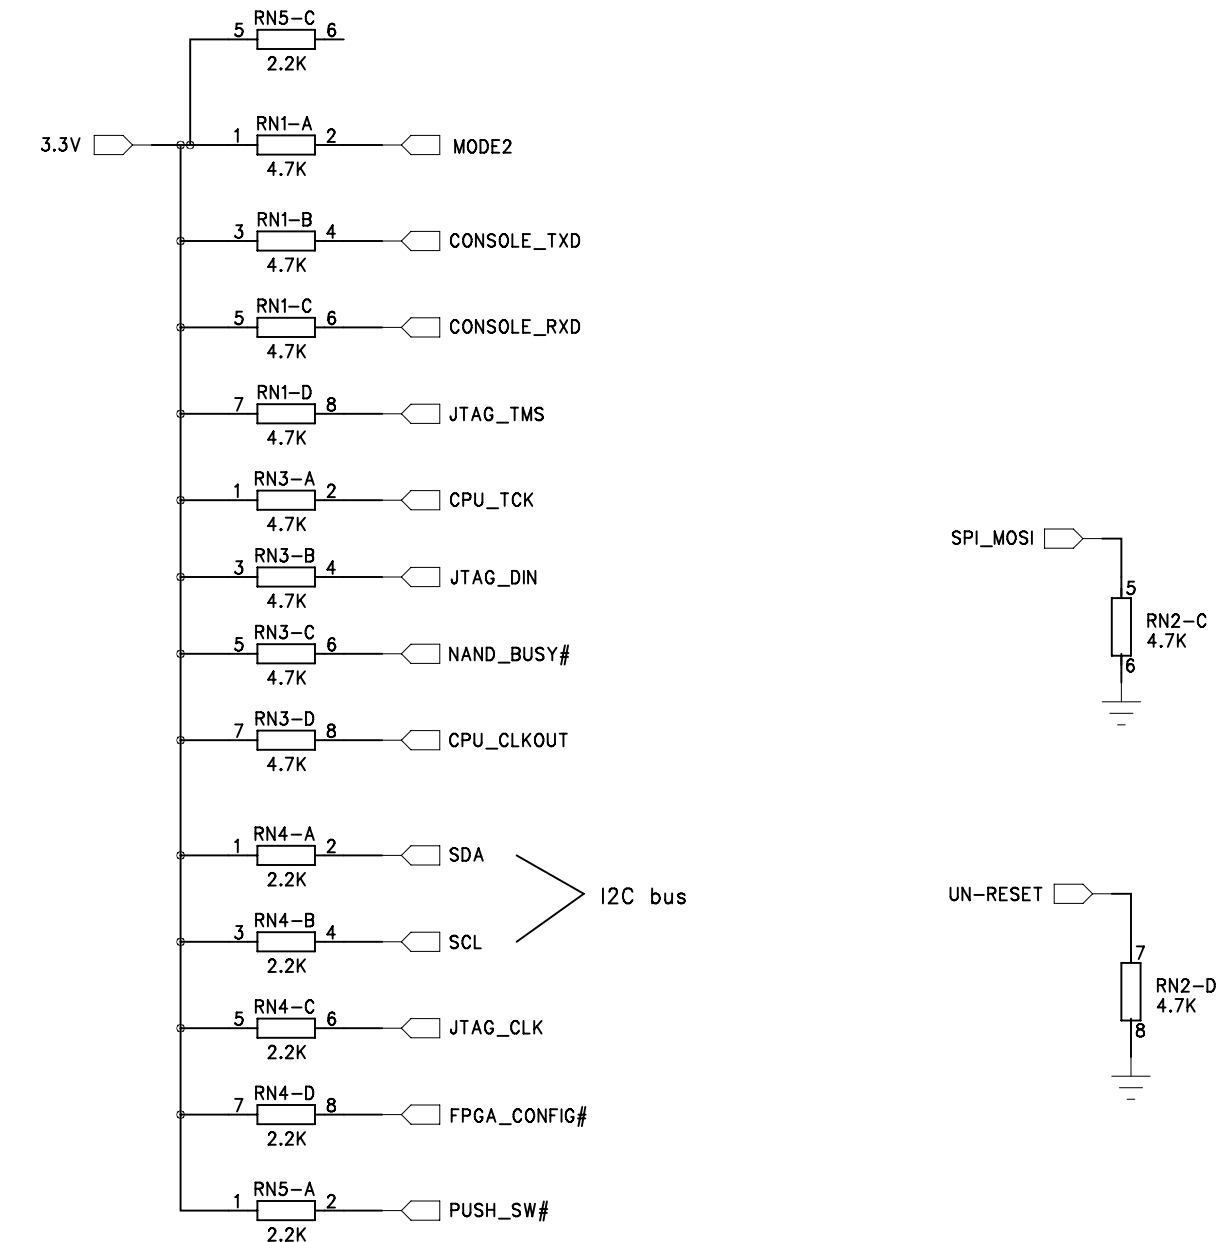 RN5-C
5 6
2.2K
RN1-A
3.3V 1 2 MODE2
4.7K
RN1-B
3 4 CONSOLE_TXD
4.7K
RN1-C
5 6 CONSOLE_RXD
4.7K
RN1-D
7 8 JTAG_TMS
4.7K
RN3-A
1 2 CPU_TCK
4.7K
RN3-B
3 4 JTAG_DIN
4.7K
RN3-C
5 6 NAND_BUSY#
4.7K
RN3-D
7 8 CPU_CLKOUT
4.7K
RN4-A
1 2 SDA
2.2K
I2C bus
RN4-B
3 4 SCL
2.2K
RN4-C
5 6 JTAG_CLK
2.2K
RN4-D
7 8 FPGA_CONFIG#
2.2K
RN5-A
1 2 PUSH_SW#
2.2K
SPI_MOSI
5
RN2-C
4.7K
6
UN-RESET
7
RN2-D
4.7K
8